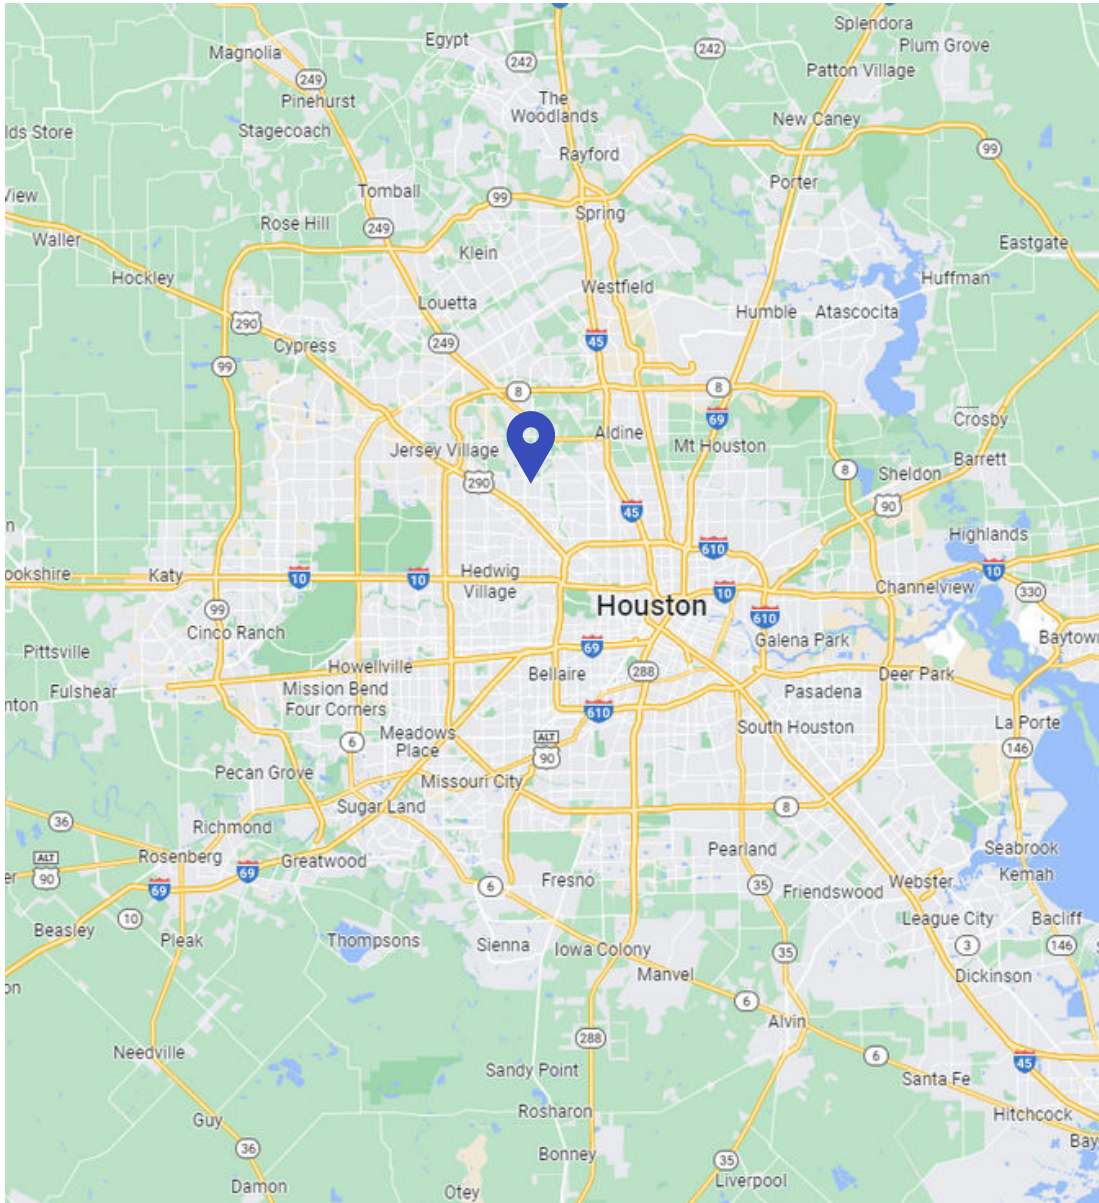 Splendora
Egypt
Plum Grove
242
Magnolia
242
Patton Village
249
Pinehurst
The
Woodlands
New Caney
Stagecoach
lds Store
99
Rayford
Porter
Tomball
99
View
Spring
Rose Hill
249
Waller
Klein
Eastgate
Hockley
Huffman
Westfield
Louetta
Humble
Atascocita
290
45
249
Cypress
99
8
8
69
Crosby
Aldine
Jersey Village
Mt Houston
Barrett
8
Sheldon
290
90
45
Highlands
610
10
ookshire
Katy
10
10
Hedwig
Village
Channelview
330
10
99
Houston
610
Cinco Ranch
Galena Park
Baytown
69
Pittsville
Howellville
Bellaire
288
Deer Park
Fulshear
Mission Bend
Four Corners
Pasadena
nton
610
La Porte
Meadows
Place
South Houston
6
ALT
90
146
Pecan Grove
Missouri City
Sugar Land
8
36
Richmond
Pearland
Seabrook
ALT
90
Rosenberg
Greatwood
69
Kemah
er
69
6
Fresno
35
Friendswood
Webster
10
League City
Bacliff
Beasley
Pleak
Thompsons
Sienna
Iowa Colony
35
3
146
Manvel
Dickinson
on
6
Alvin
288
Needville
6
45
Sandy Point
Santa Fe
Rosharon
Hitchcock
Guy
Bay
36
Bonney
35
Damon
Otey
Liverpool